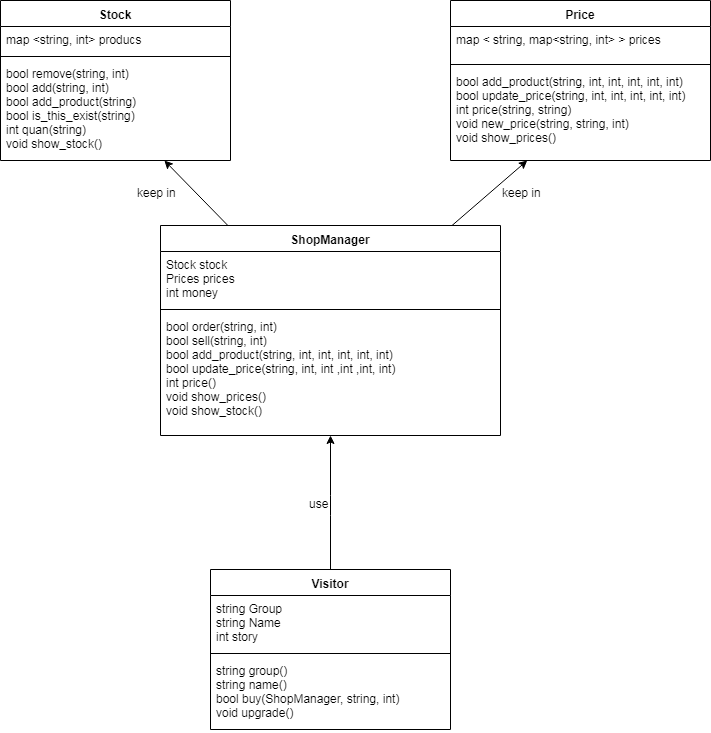 Stock
map <string, int> producs
bool remove(string, int)
bool add(string, int)
bool add_product(string)
bool is_this_exist(string)
int quan(string)
void show_stock()
Price
map < string, map<string, int> > prices
bool add_product(string, int, int, int, int, int)
bool update_price(string, int, int, int, int, int)
int price(string, string)
void new_price(string, string, int)
void show_prices()
keep in
keep in
ShopManager
Stock stock
Prices prices
int money
bool order(string, int)
bool sell(string, int)
bool add_product(string, int, int, int, int, int)
bool update_price(string, int, int ,int ,int, int)
int price()
void show_prices()
void show_stock()
use
Visitor
string Group
string Name
int story
string group()
string name()
bool buy(ShopManager, string, int)
void upgrade()